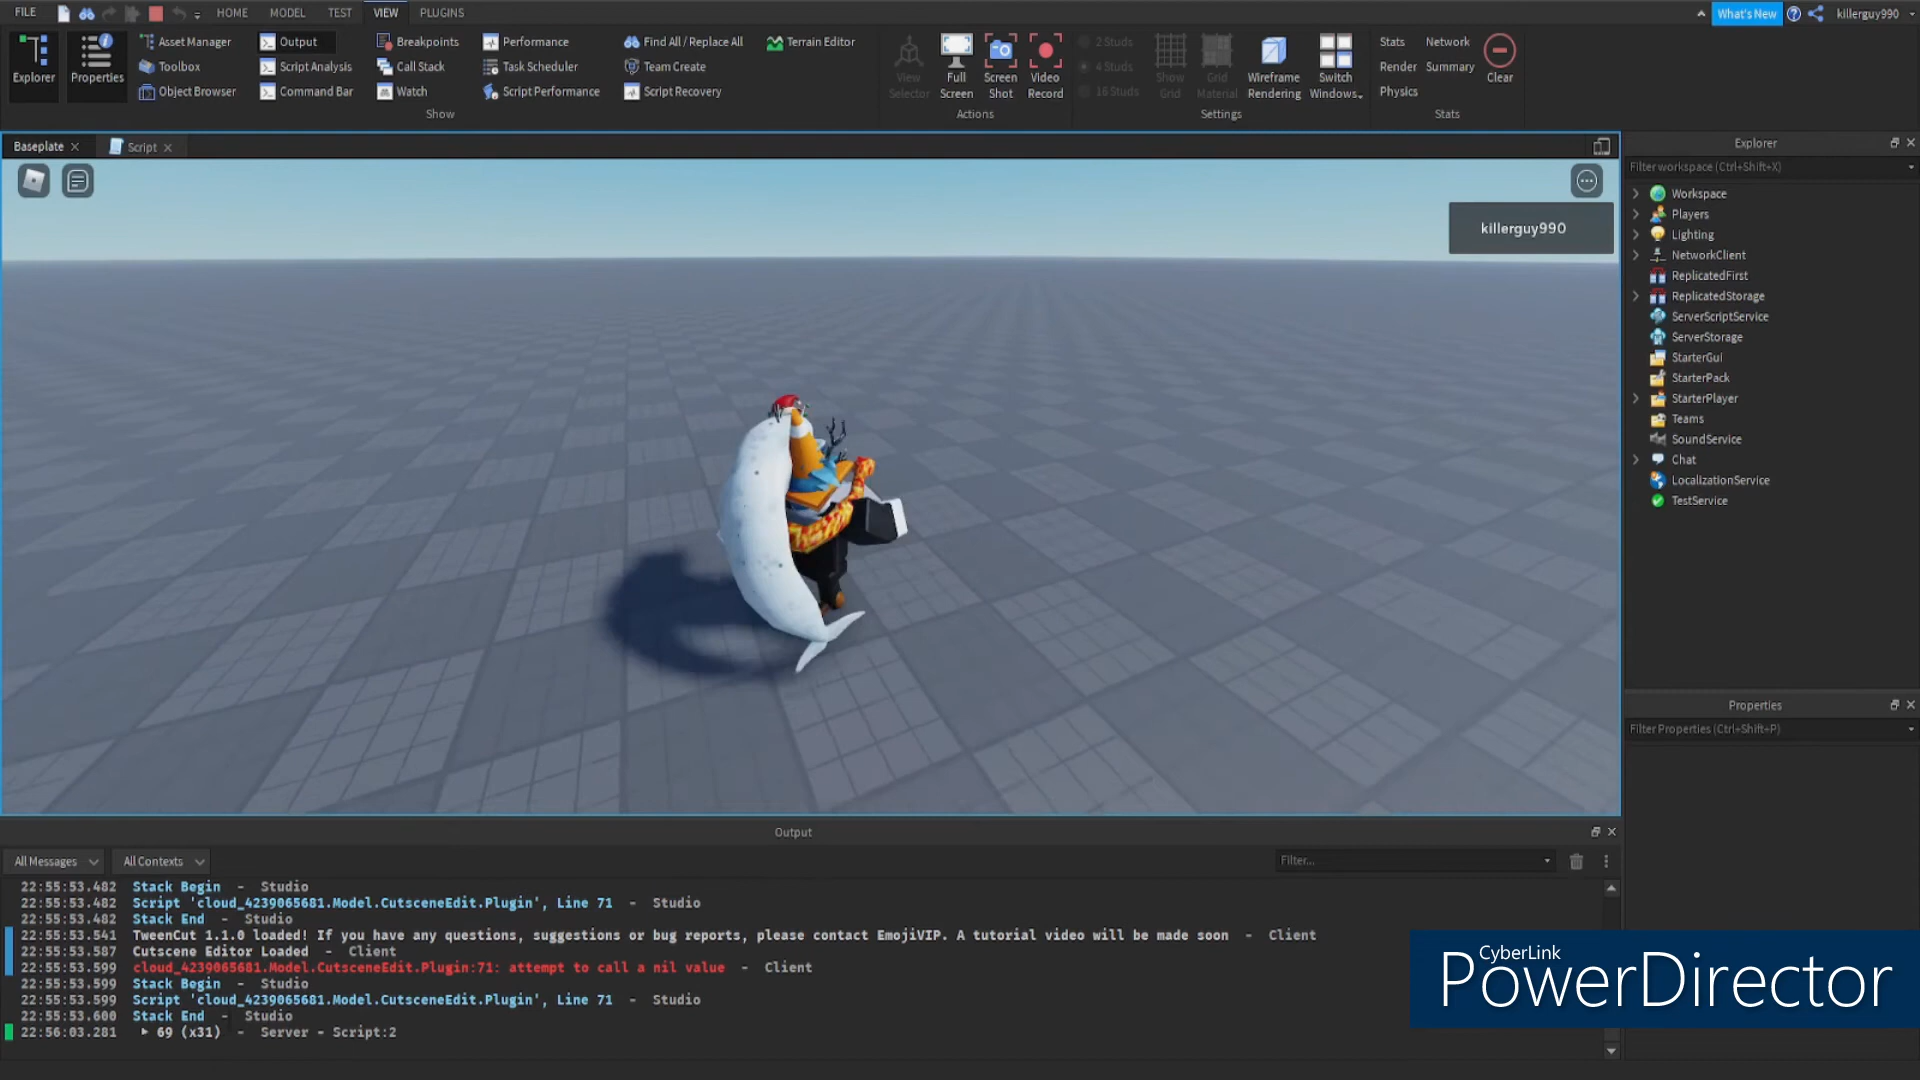 FILE HOME MODEL TEST VIEW PLUGINS What's New killerguy990
Explorer
Properties
Asset Manager
Toolbox
Object Browser
Output
Script Analysis
Command Bar
Breakpoints
Call Stack
Watch
Performance
Task Scheduler
Script Performance
Find All / Replace All
Team Create
Script Recovery
Terrain Editor
Show
View
Selector
Full
Screen
Screen
Shot
Video
Record
Actions
2 Studs
4 Studs
16 Studs
Show
Grid
Grid
Material
Wireframe
Rendering
Switch
Windows
Settings
Stats Network
Render Summary
Physics
Clear
Stats
Baseplate Script
killerguy990
Explorer
Filter workspace (Ctrl+Shift+X)
Workspace
Players
Lighting
NetworkClient
ReplicatedFirst
ReplicatedStorage
ServerScriptService
ServerStorage
StarterGui
StarterPack
StarterPlayer
Teams
SoundService
Chat
LocalizationService
TestService
Properties
Filter Properties (Ctrl+Shift+P)
Output
All Messages All Contexts Filter...
22:55:53.482 Stack Begin - Studio
22:55:53.482 Script 'cloud_4239065681.Model.CutsceneEdit.Plugin', Line 71 - Studio
22:55:53.482 Stack End - Studio
22:55:53.541 TweenCut 1.1.0 loaded! If you have any questions, suggestions or bug reports, please contact EmojiVIP. A tutorial video will be made soon - Client
22:55:53.587 Cutscene Editor Loaded - Client
22:55:53.599 cloud_4239065681.Model.CutsceneEdit.Plugin:71: attempt to call a nil value - Client
22:55:53.599 Stack Begin - Studio
22:55:53.599 Script 'cloud_4239065681.Model.CutsceneEdit.Plugin', Line 71 - Studio
22:55:53.600 Stack End - Studio
22:56:03.281 69 (x31) - Server - Script:2
CyberLink
PowerDirector